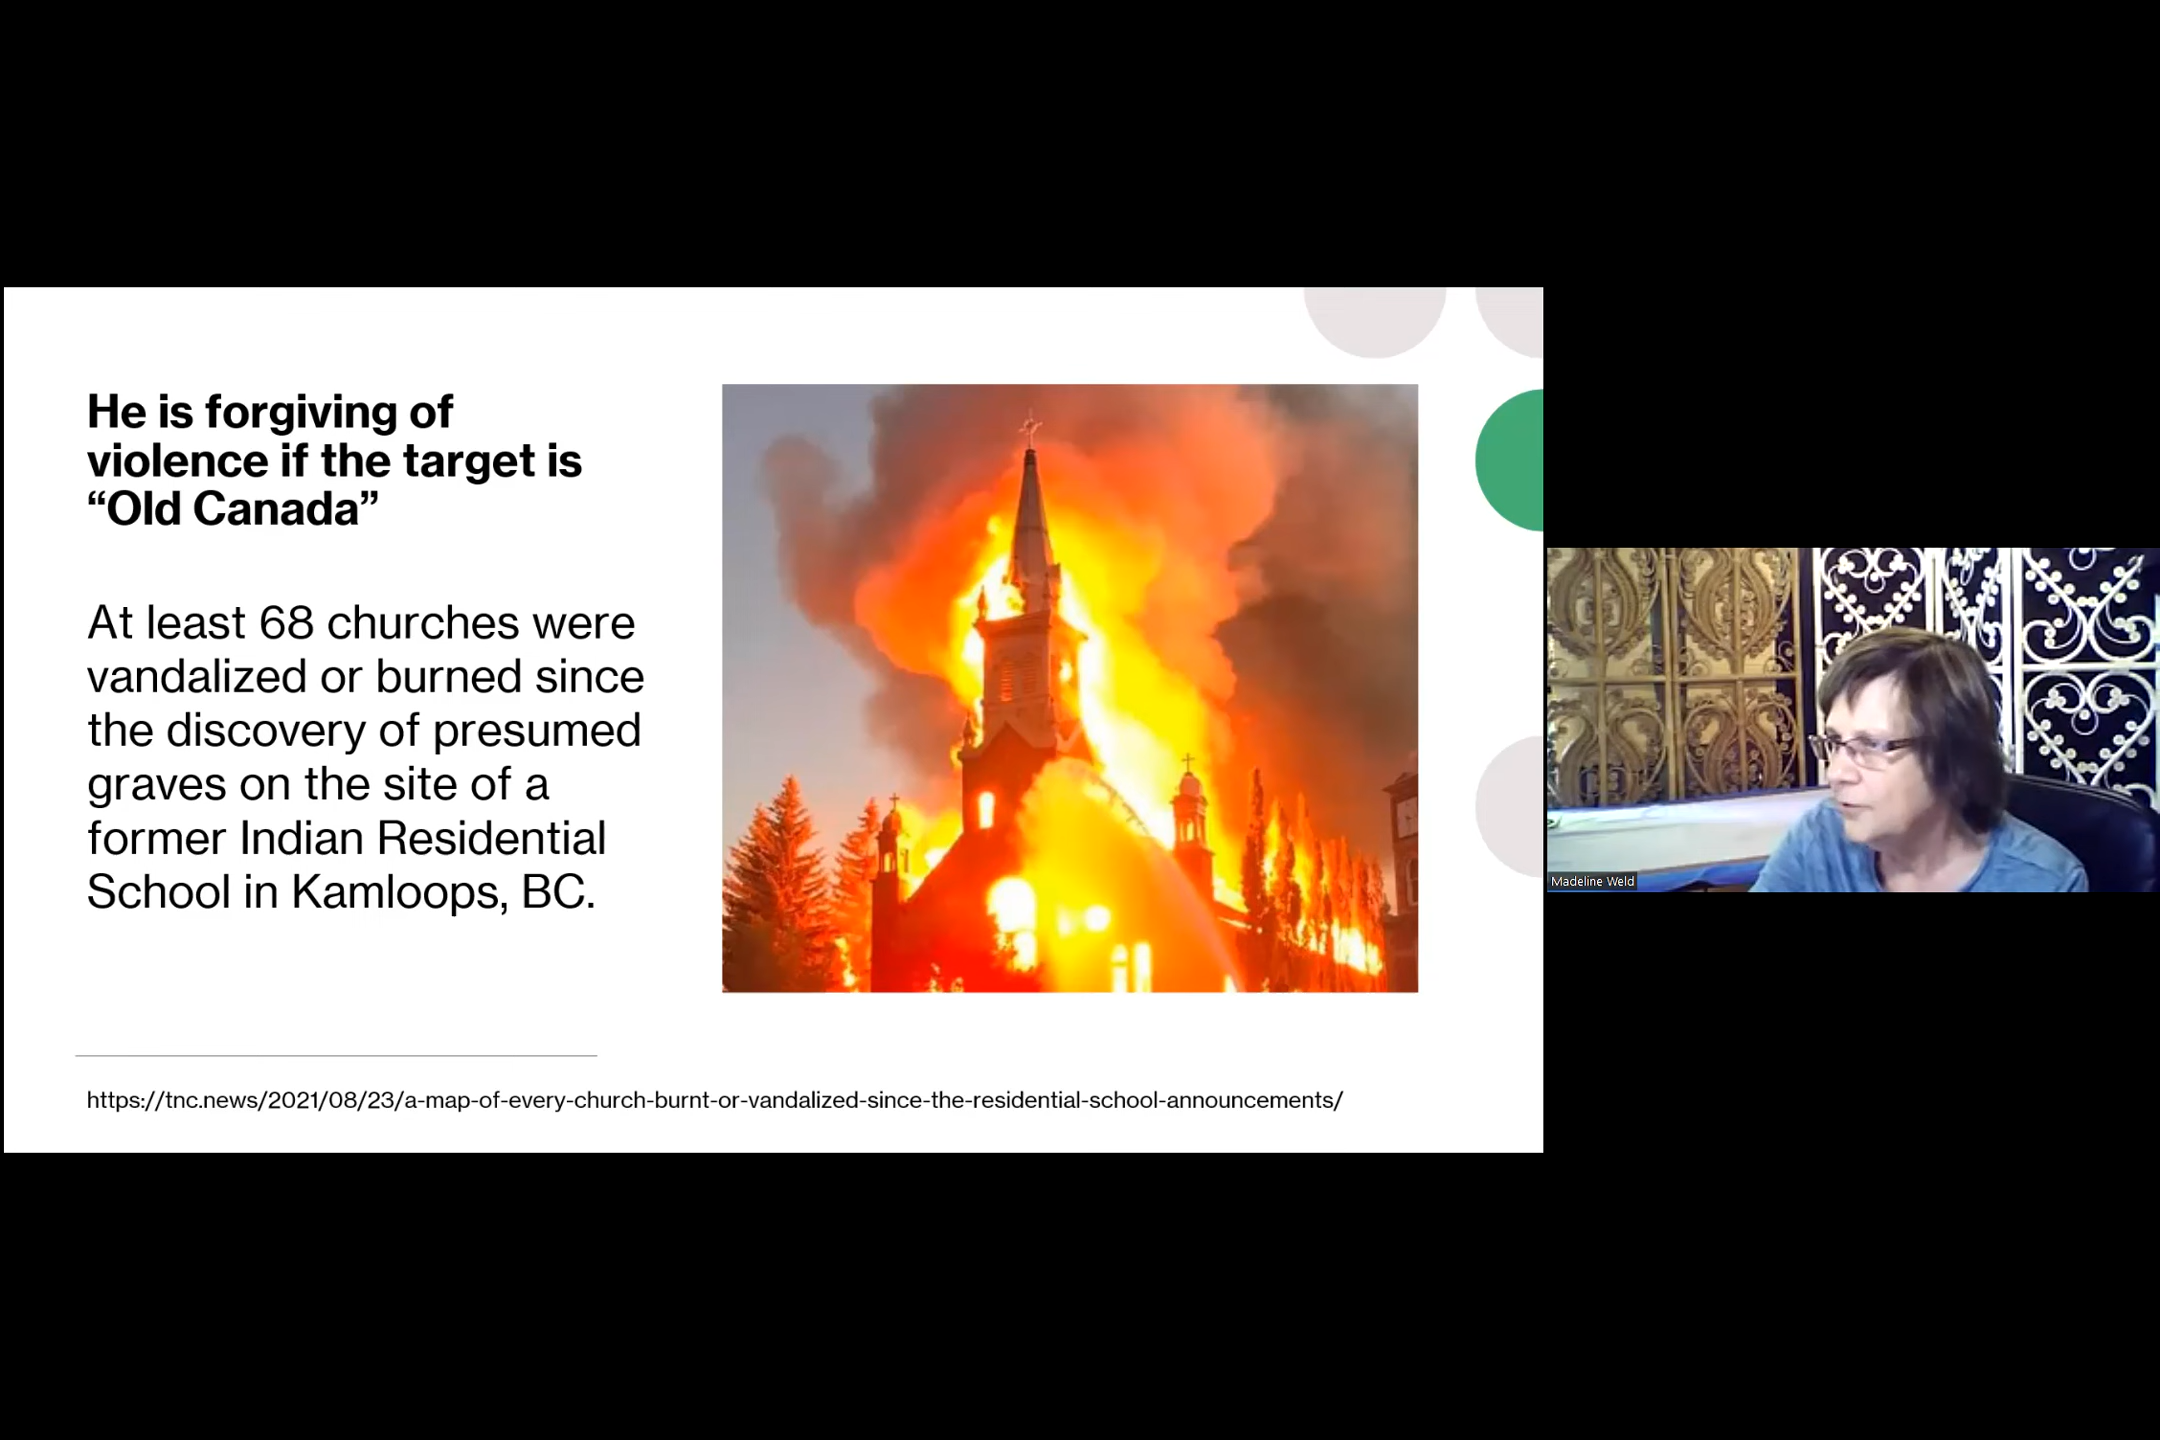 He is forgiving of
violence if the target is
“Old Canada”
At least 68 churches were
vandalized or burned since
the discovery of presumed
graves on the site of a
former Indian Residential
School in Kamloops, BC.
https://tnc.news/2021/08/23/a-map-of-every-church-burnt-or-vandalized-since-the-residential-school-announcements/
Madeline Weld